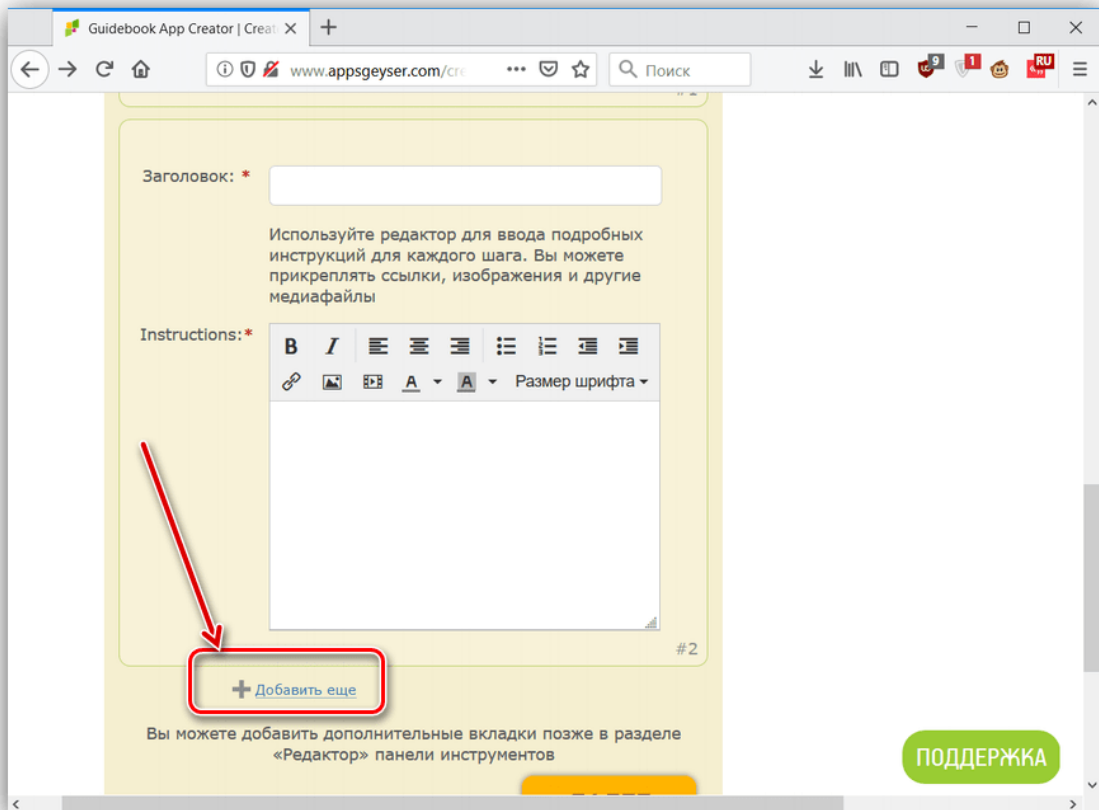 Guidebook App Creator | Creat
www.appsgeyser.com/cre
Поиск
9
1
RU
#1
Заголовок: *
Используйте редактор для ввода подробных
инструкций для каждого шага. Вы можете
прикреплять ссылки, изображения и другие
медиафайлы
Instructions:*
B I
A A Размер шрифта
#2
Добавить еще
Вы можете добавить дополнительные вкладки позже в разделе
«Редактор» панели инструментов
ПОДДЕРЖКА